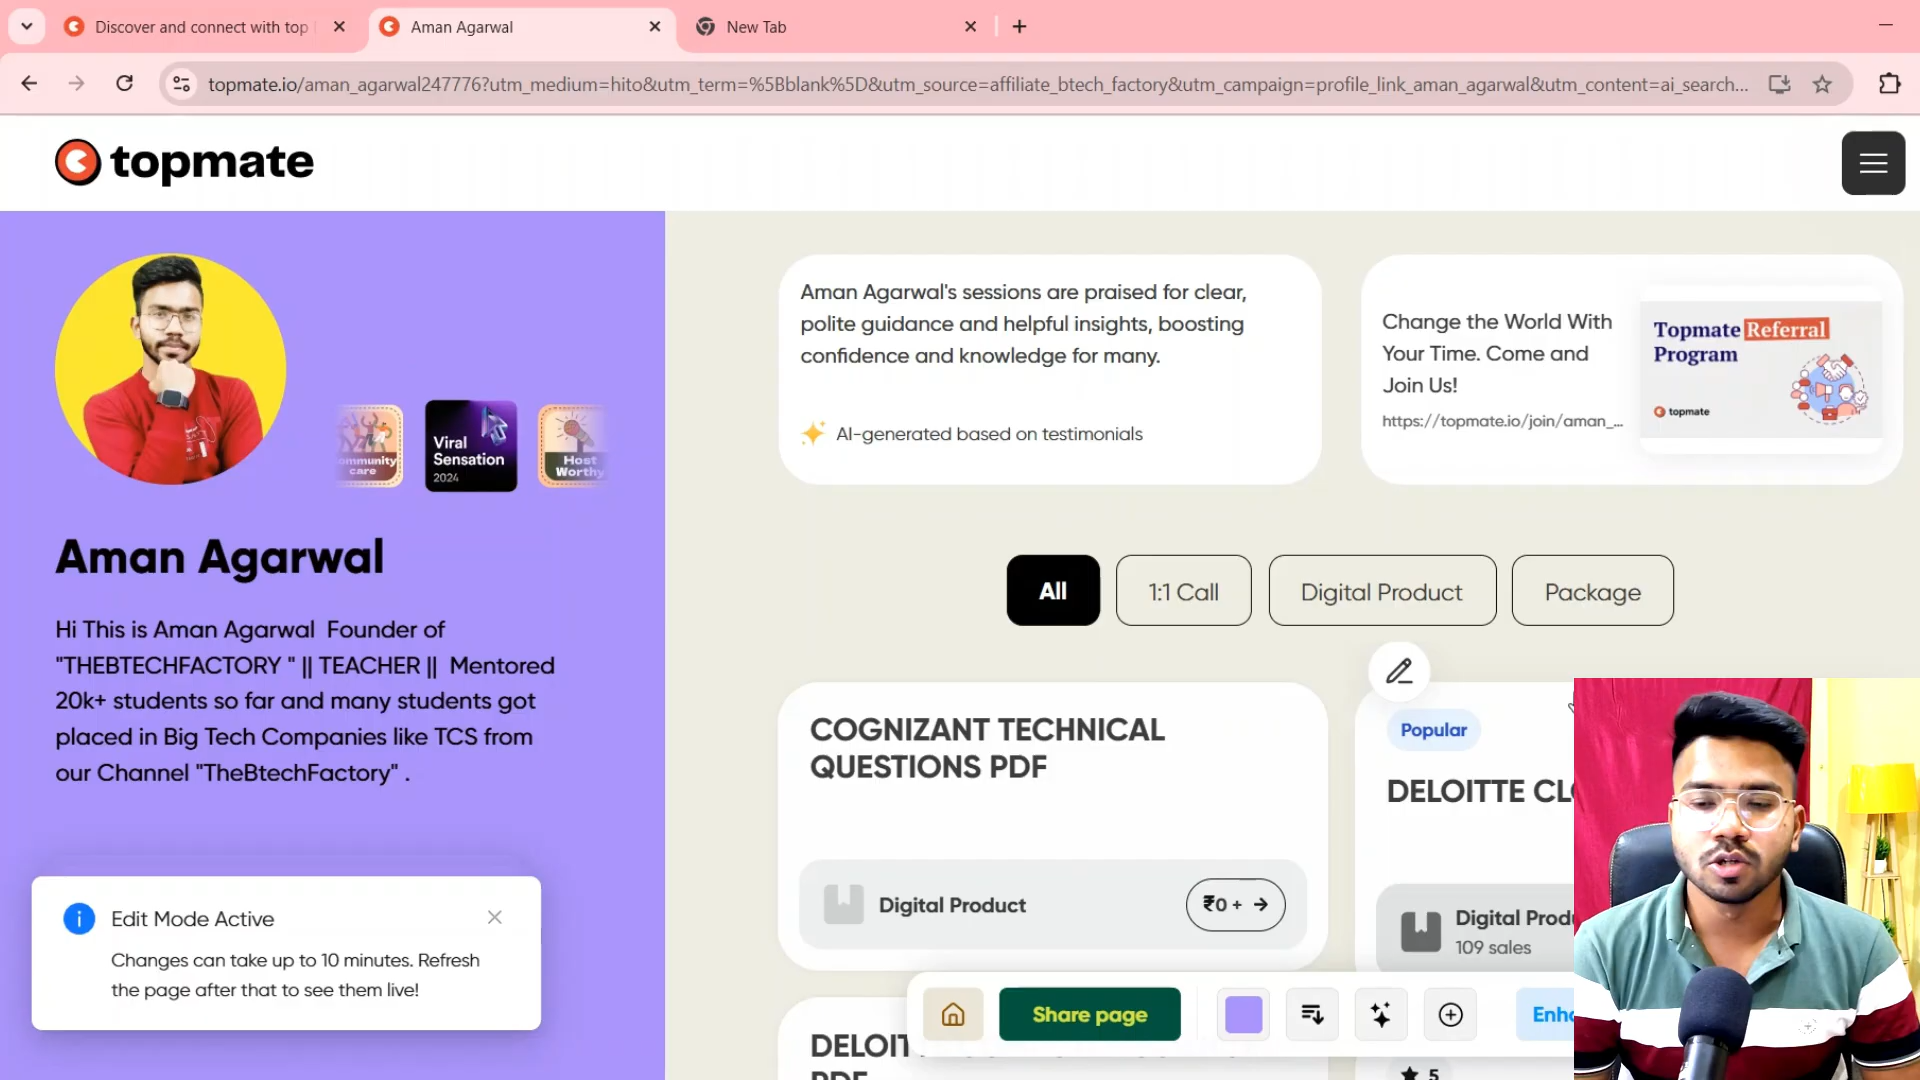 Discover and connect with top
Aman Agarwal
New Tab
topmate.io/aman_agarwal247776?utm_medium=hito&utm_term=%5Bblank%5D&utm_source=affiliate_btech_factory&utm_campaign=profile_link_aman_agarwal&utm_content=ai_search...
topmate
ommunity
care
Viral
Sensation
2024
Host
Worthy
Aman Agarwal
Hi This is Aman Agarwal Founder of
"THEBTECHFACTORY " || TEACHER || Mentored
20k+ students so far and many students got
placed in Big Tech Companies like TCS from
our Channel "TheBtechFactory" .
Edit Mode Active
Changes can take up to 10 minutes. Refresh
the page after that to see them live!
Aman Agarwal's sessions are praised for clear,
polite guidance and helpful insights, boosting
confidence and knowledge for many.
AI-generated based on testimonials
Change the World With
Your Time. Come and
Join Us!
https://topmate.io/join/aman_...
Topmate Referral
Program
topmate
All
1:1 Call
Digital Product
Package
COGNIZANT TECHNICAL
QUESTIONS PDF
Digital Product
₹0 +
Popular
DELOITTE CL
Digital Produ
109 sales
Share page
Enh
DELOIT
5